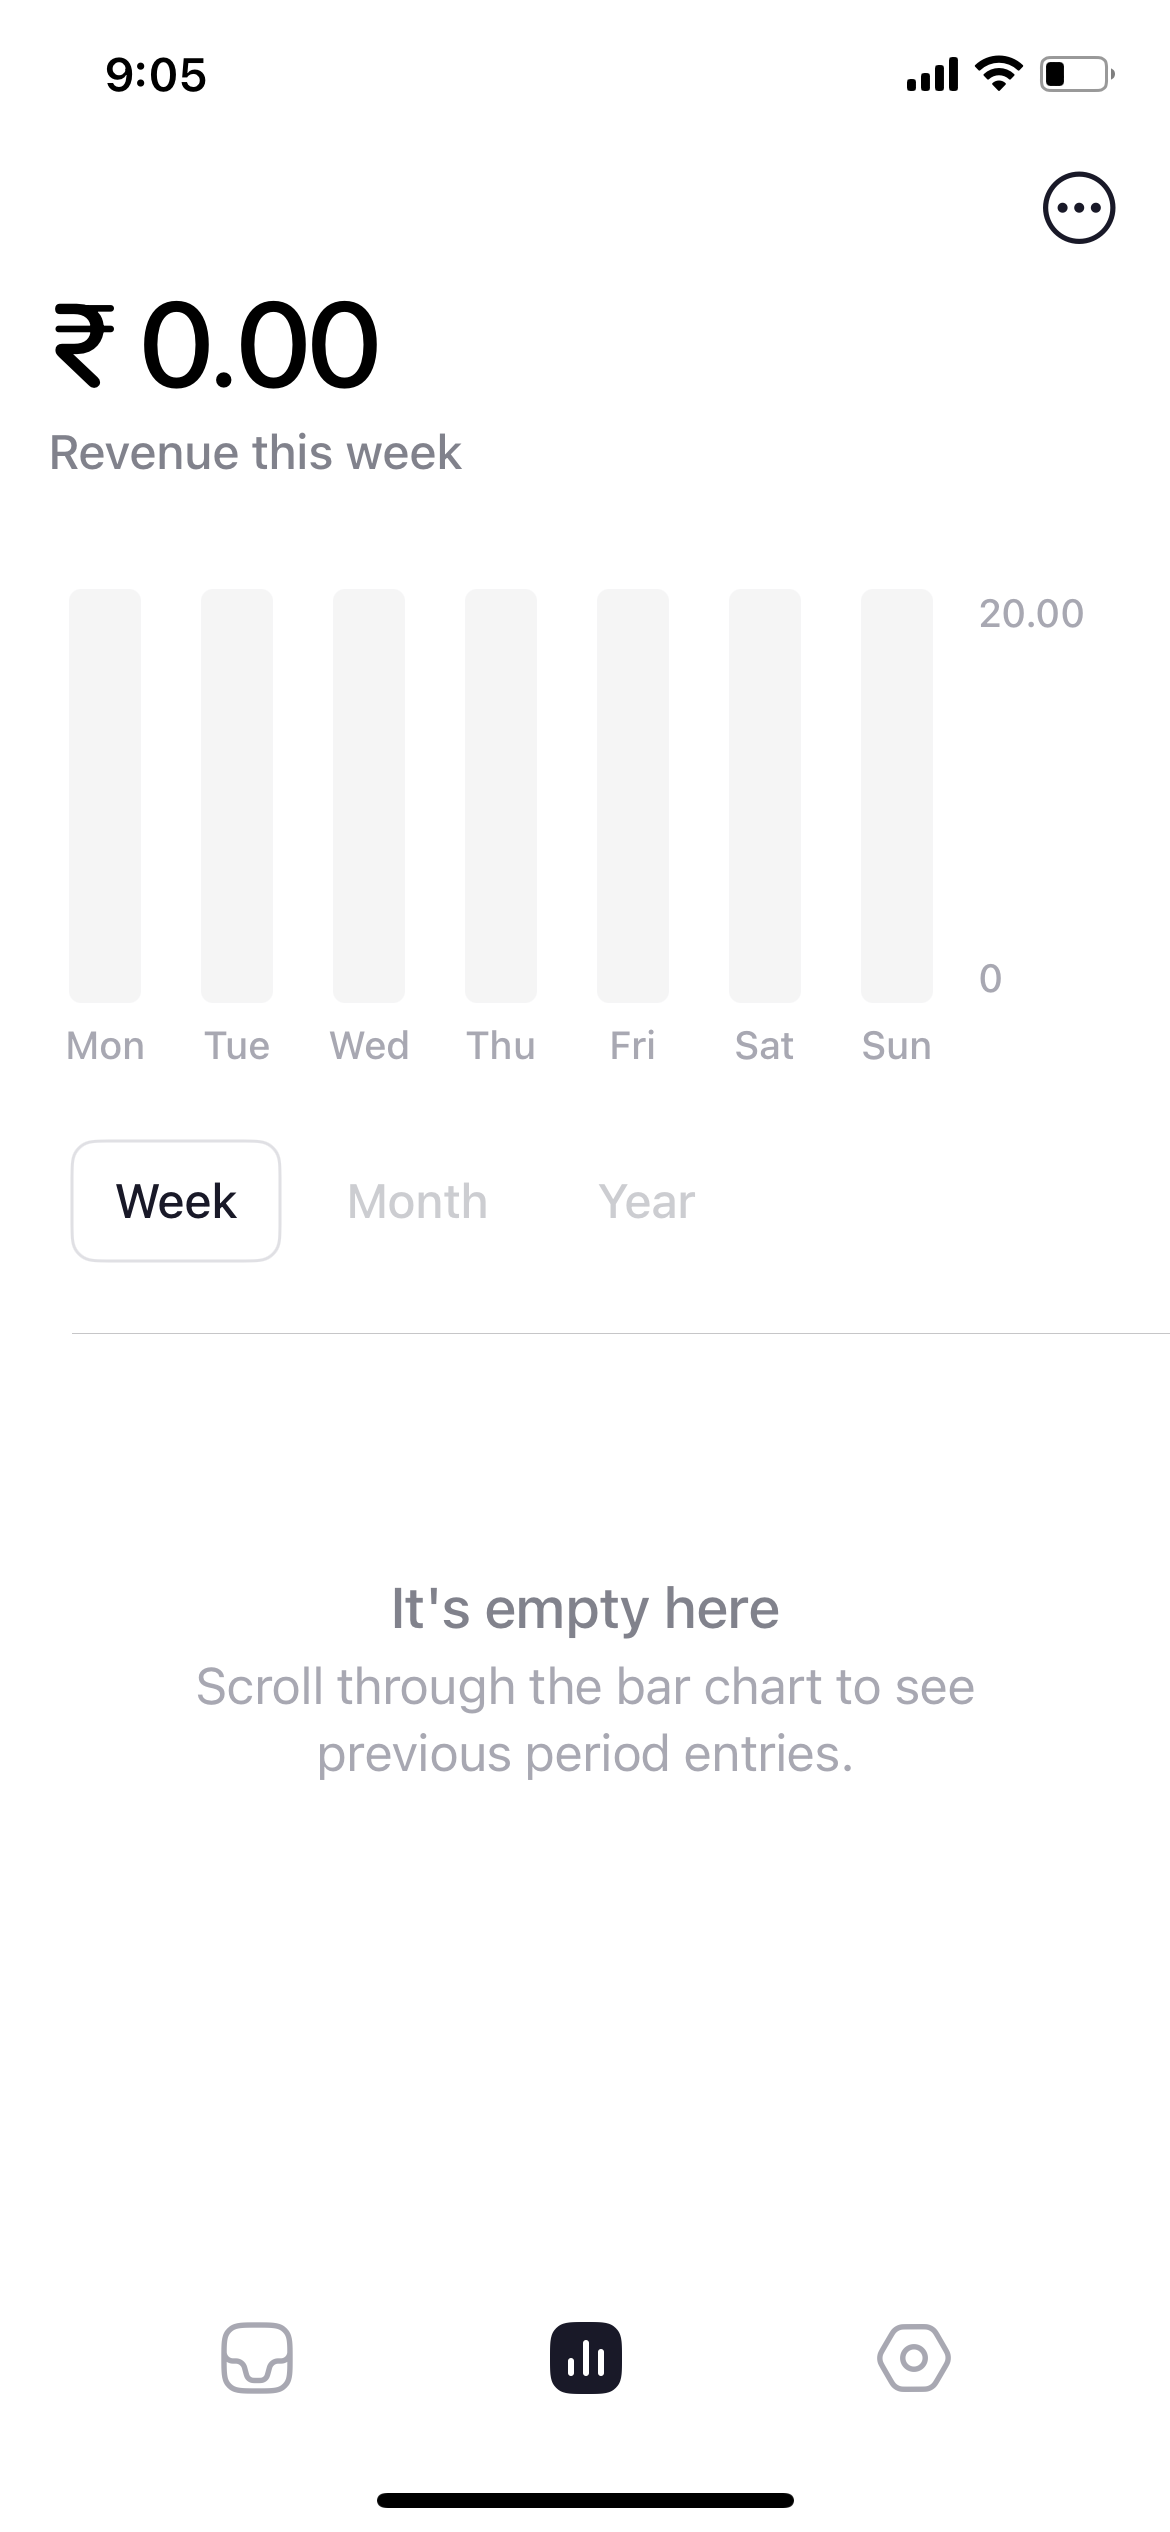 9:05
₹ 0.00
Revenue this week
20.00
0
Mon Tue Wed Thu Fri Sat Sun
Week Month Year
It's empty here
Scroll through the bar chart to see
previous period entries.